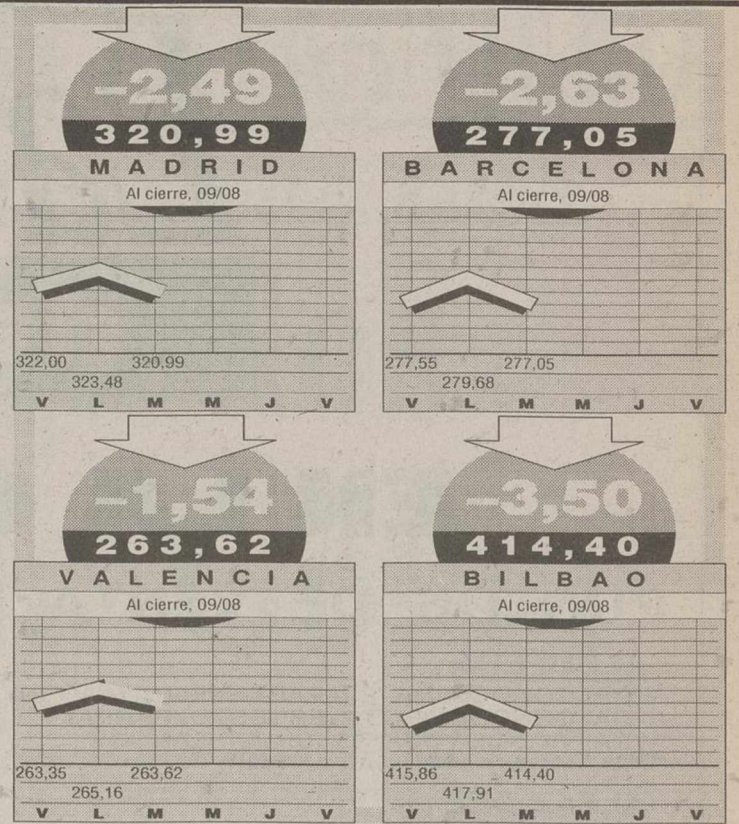 –2,49
320,99
MADRID
Al cierre, 09/08
322,00 320,99
323,48
V L M M J V
–2,63
277,05
BARCELONA
Al cierre, 09/08
277,55 277,05
279,68
V L M M J V
–1,54
263,62
VALENCIA
Al cierre, 09/08
263,35 263,62
265,16
V L M M J V
–3,50
414,40
BILBAO
Al cierre, 09/08
415,86 414,40
417,91
V L M M J V